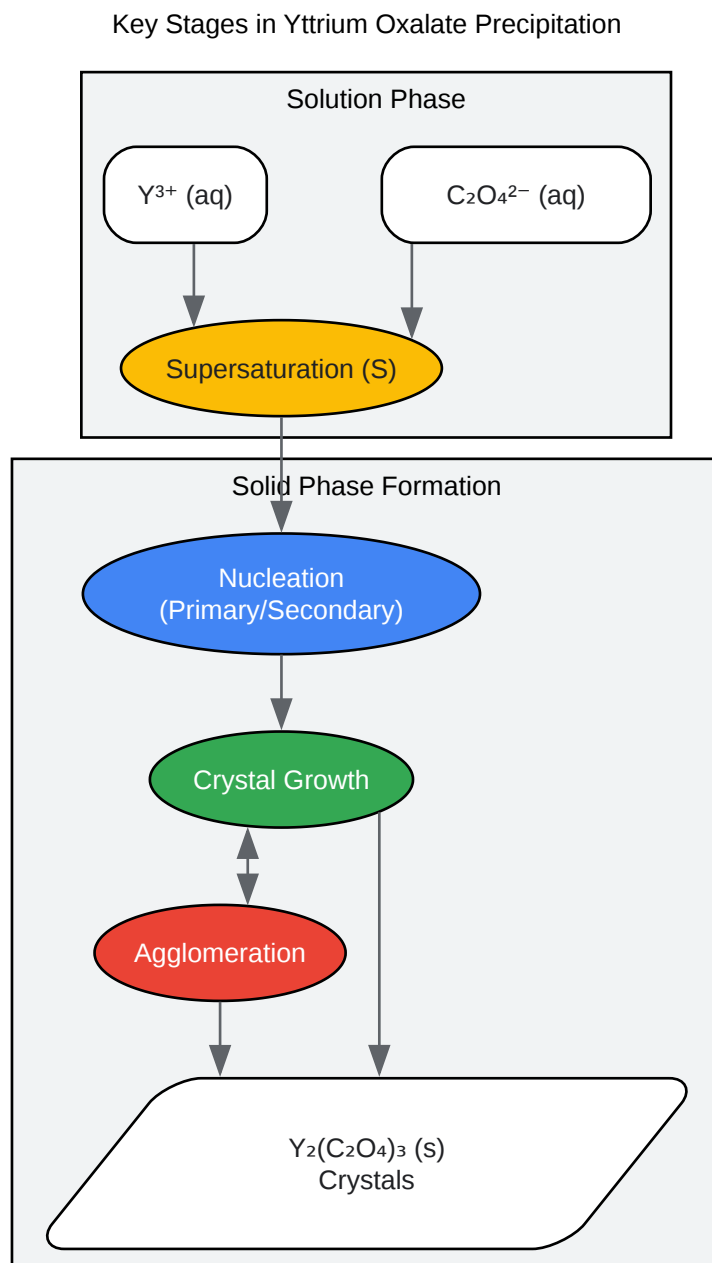 Key Stages in Yttrium Oxalate Precipitation
Solution Phase
Y³⁺ (aq)
C₂O₄²⁻ (aq)
Supersaturation (S)
Solid Phase Formation
Nucleation
(Primary/Secondary)
Crystal Growth
Agglomeration
Y₂(C₂O₄)₃ (s)
Crystals